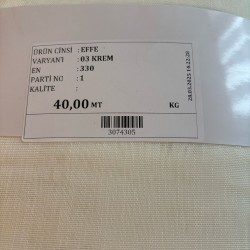 ÜRÜN CİNSİ : EFFE
VARYANT : 03 KREM
EN : 330
PARTİ NO : 1
KALİTE :
40,00 MT KG
3074305